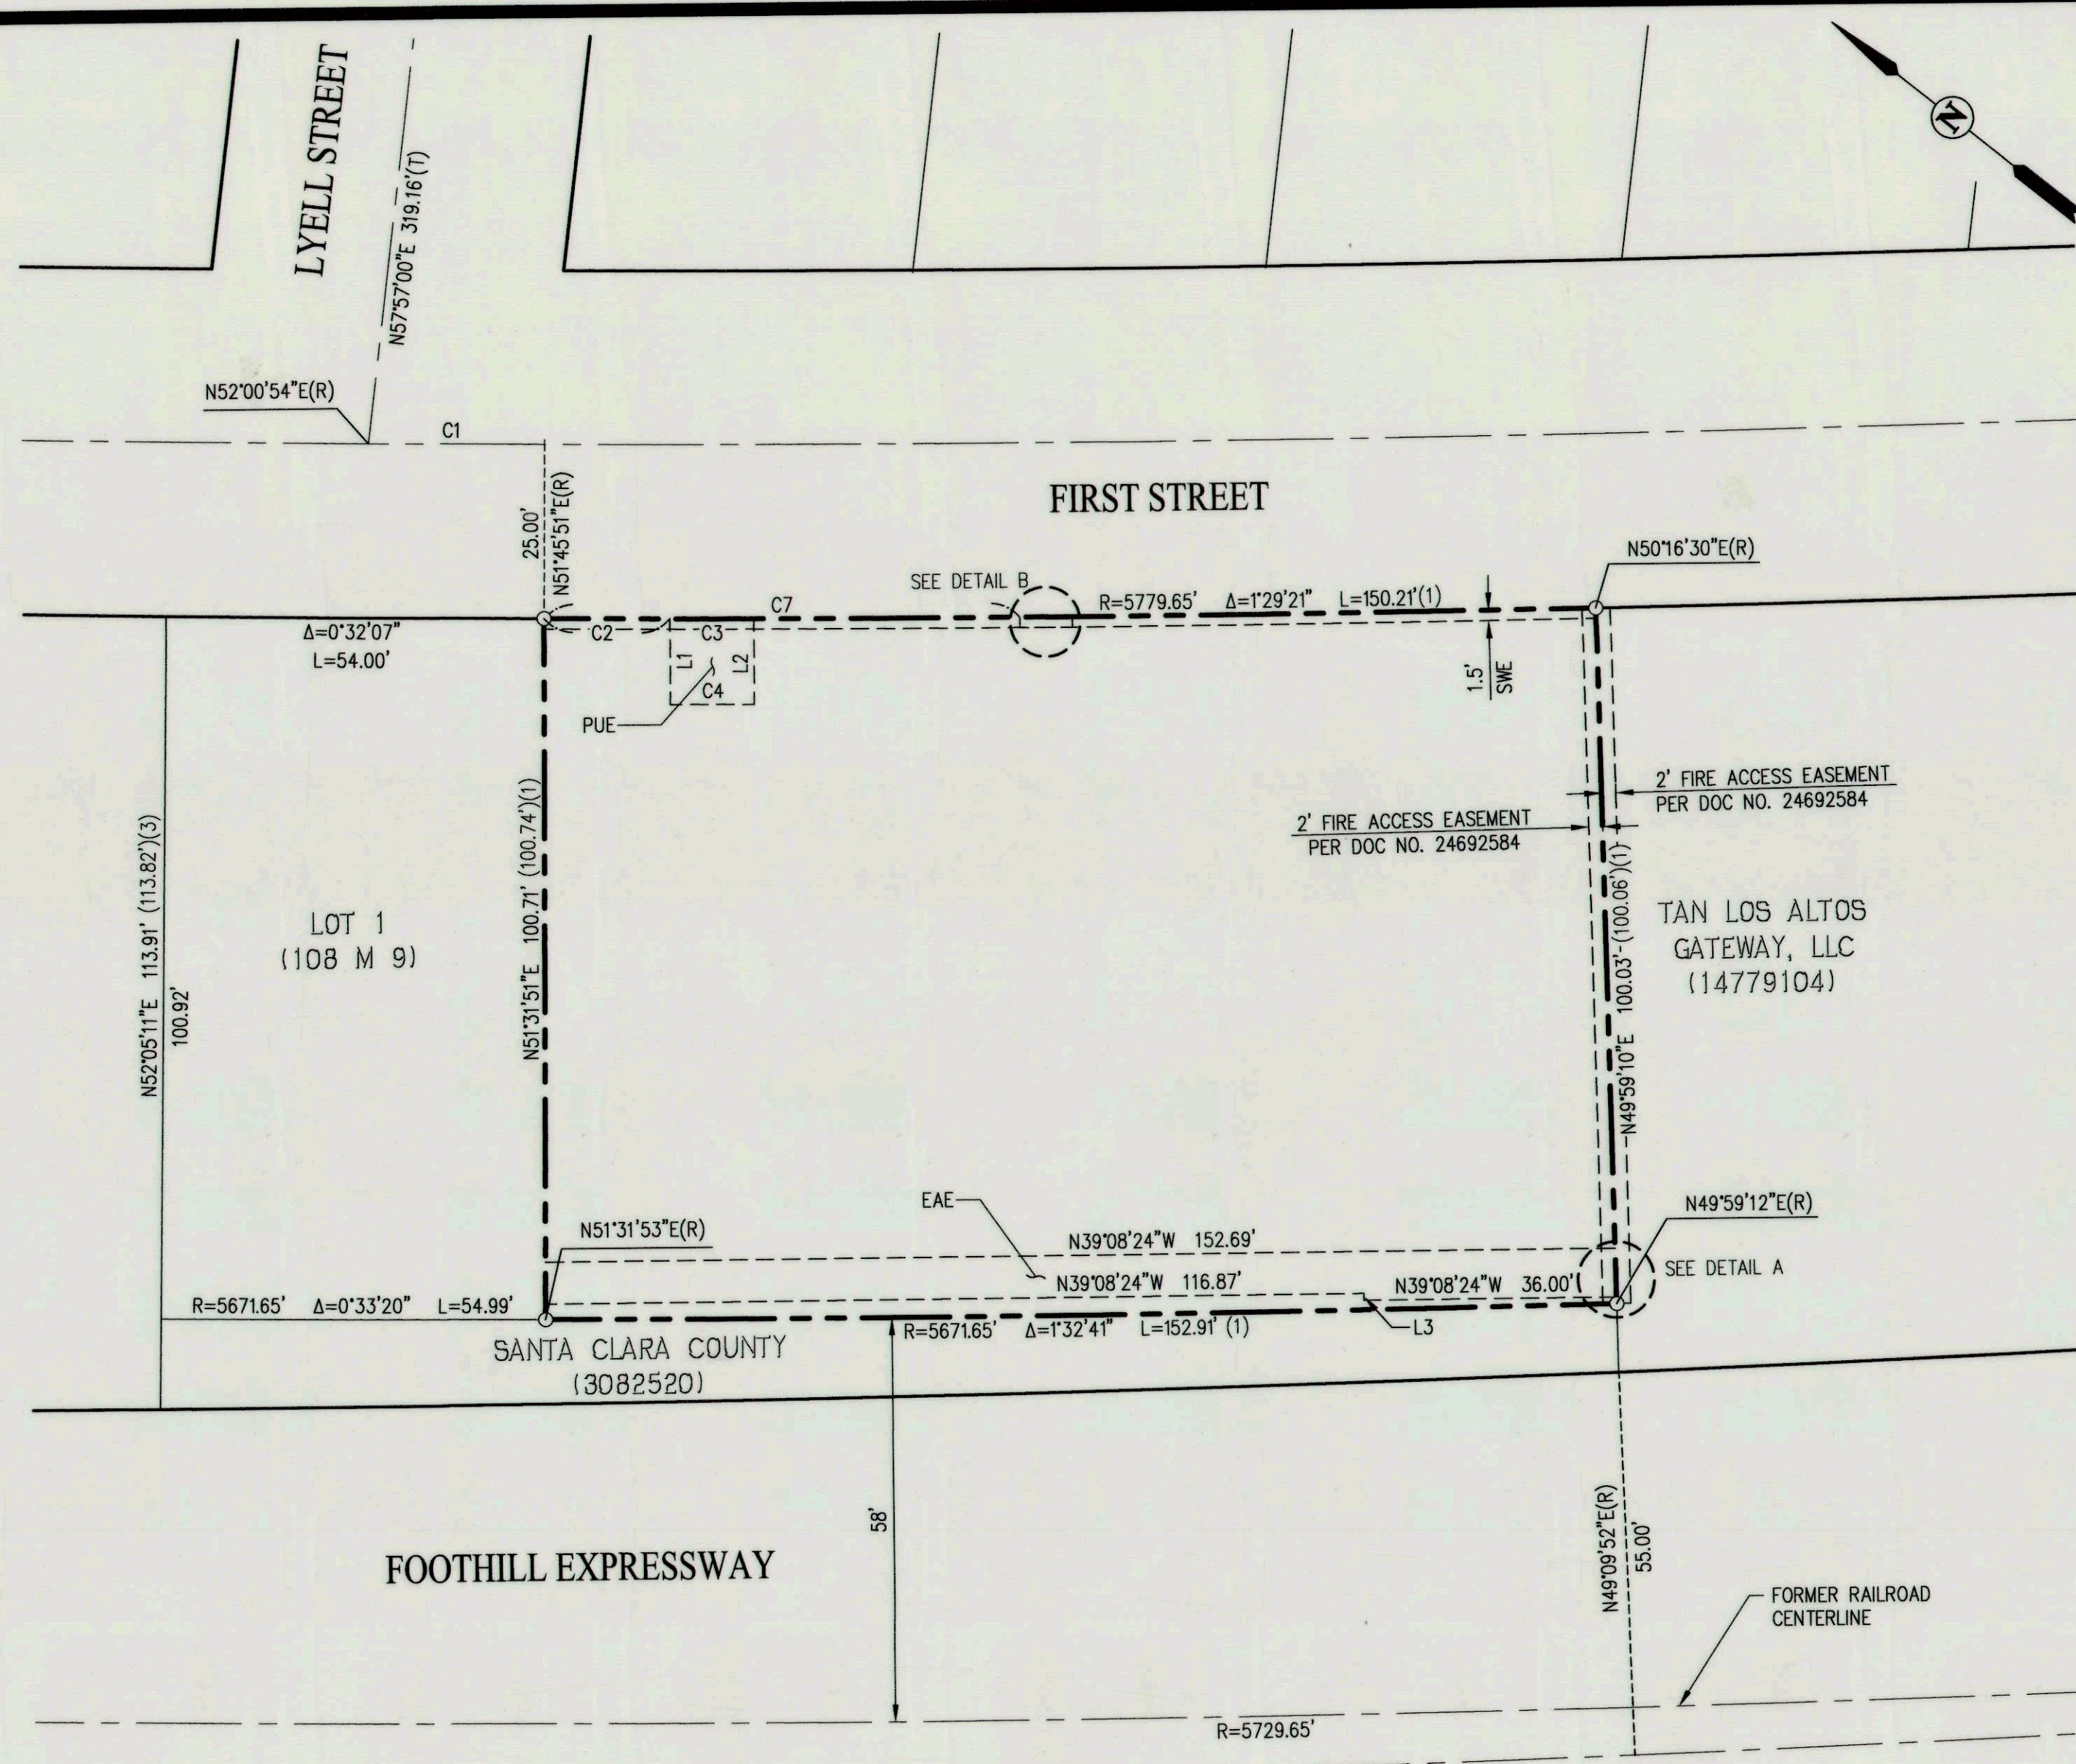 LYELL STREET
N57°57'00"E 319.16'(T)
N
N52°00'54"E(R)
C1
25.00'
N51°45'51"E(R)
FIRST STREET
N50°16'30"E(R)
SEE DETAIL B
C7
R=5779.65' Δ=1°29'21" L=150.21'(1)
Δ=0°32'07"
L=54.00'
C2
C3
L1
L2
C4
PUE
1.5'
SWE
2' FIRE ACCESS EASEMENT
PER DOC NO. 24692584
2' FIRE ACCESS EASEMENT
PER DOC NO. 24692584
N52°05'11"E 113.91' (113.82')(3)
100.92'
LOT 1
(108 M 9)
N51°31'51"E 100.71' (100.74')(1)
N49°59'10"E 100.03' (100.06')(1)
TAN LOS ALTOS
GATEWAY, LLC
(14779104)
EAE
N51°31'53"E(R)
N39°08'24"W 152.69'
N49°59'12"E(R)
SEE DETAIL A
N39°08'24"W 116.87'
N39°08'24"W 36.00'
R=5671.65' Δ=0°33'20" L=54.99'
R=5671.65' Δ=1°32'41" L=152.91' (1)
L3
SANTA CLARA COUNTY
(3082520)
58'
FOOTHILL EXPRESSWAY
N49°09'52"E(R)
55.00'
FORMER RAILROAD
CENTERLINE
R=5729.65'